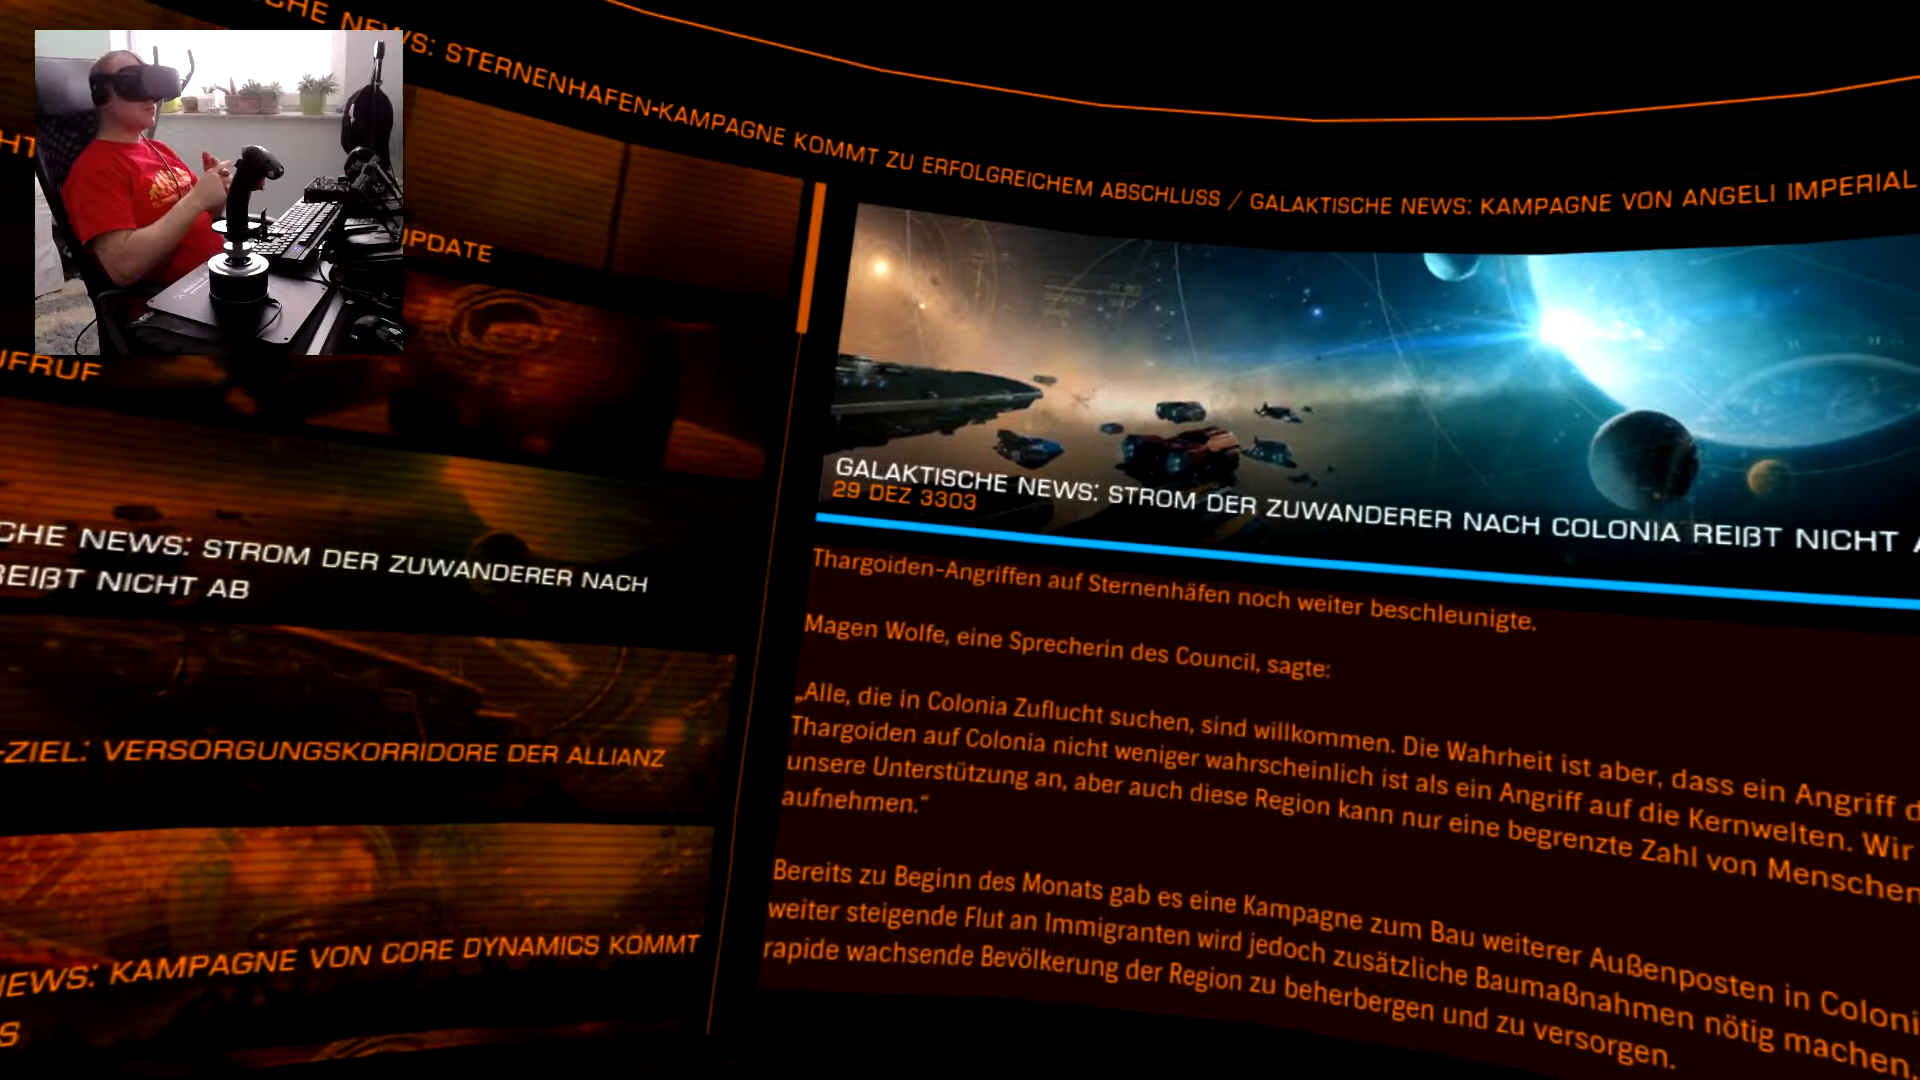 CHE NEWS: STERNENHAFEN-KAMPAGNE KOMMT ZU ERFOLGREICHEM ABSCHLUSS / GALAKTISCHE NEWS: KAMPAGNE VON ANGELI IMPERIAL
HT
UPDATE
UFRUF
CHE NEWS: STROM DER ZUWANDERER NACH
REIẞT NICHT AB
-ZIEL: VERSORGUNGSKORRIDORE DER ALLIANZ
NEWS: KAMPAGNE VON CORE DYNAMICS KOMMT
S
GALAKTISCHE NEWS: STROM DER ZUWANDERER NACH COLONIA REIẞT NICHT A
29 DEZ 3303
Thargoiden-Angriffen auf Sternenhäfen noch weiter beschleunigte.
Magen Wolfe, eine Sprecherin des Council, sagte:
„Alle, die in Colonia Zuflucht suchen, sind willkommen. Die Wahrheit ist aber, dass ein Angriff d
Thargoiden auf Colonia nicht weniger wahrscheinlich ist als ein Angriff auf die Kernwelten. Wir
unsere Unterstützung an, aber auch diese Region kann nur eine begrenzte Zahl von Menschen
aufnehmen.“
Bereits zu Beginn des Monats gab es eine Kampagne zum Bau weiterer Außenposten in Coloni
weiter steigende Flut an Immigranten wird jedoch zusätzliche Baumaßnahmen nötig machen,
rapide wachsende Bevölkerung der Region zu beherbergen und zu versorgen.